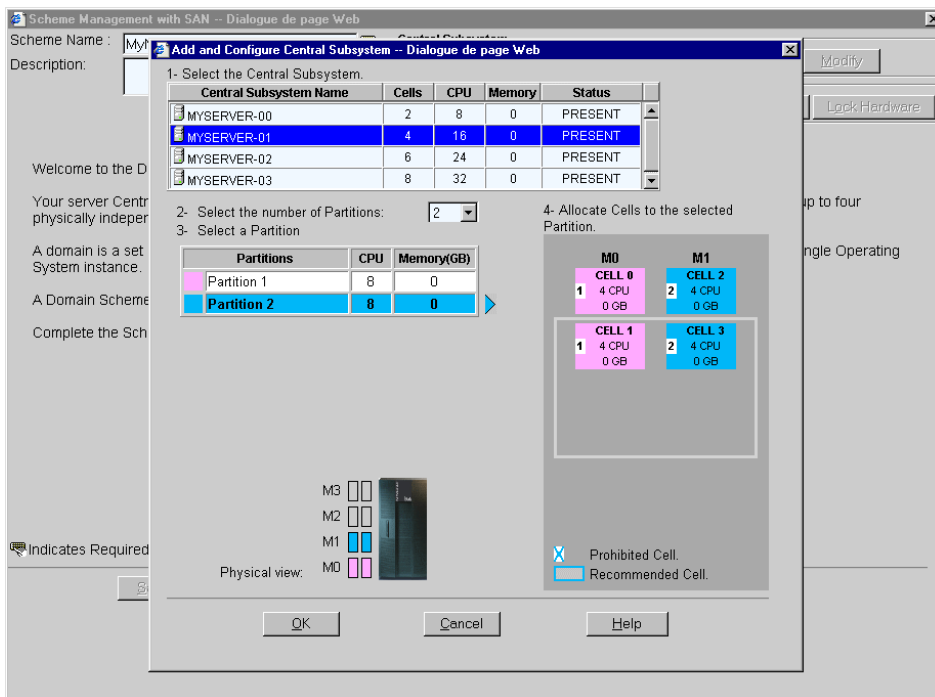 Scheme Management with SAN -- Dialogue de page Web
Scheme Name :
Description:
Modify
Lock Hardware
Welcome to the D
Your server Centr
up to four
physically indeper
A domain is a set
ngle Operating
System instance.
A Domain Scheme
Complete the Sch
Indicates Required
Add and Configure Central Subsystem -- Dialogue de page Web
1- Select the Central Subsystem.
Central Subsystem Name Cells CPU Memory Status
MYSERVER-00 2 8 0 PRESENT
MYSERVER-01 4 16 0 PRESENT
MYSERVER-02 6 24 0 PRESENT
MYSERVER-03 8 32 0 PRESENT
2- Select the number of Partitions: 2
3- Select a Partition
Partitions CPU Memory(GB)
Partition 1 8 0
Partition 2 8 0
4- Allocate Cells to the selected
Partition.
M0 M1
CELL 0 CELL 2
1 4 CPU 2 4 CPU
0 GB 0 GB
CELL 1 CELL 3
1 4 CPU 2 4 CPU
0 GB 0 GB
M3
M2
M1
Physical view: M0
Prohibited Cell.
Recommended Cell.
OK Cancel Help